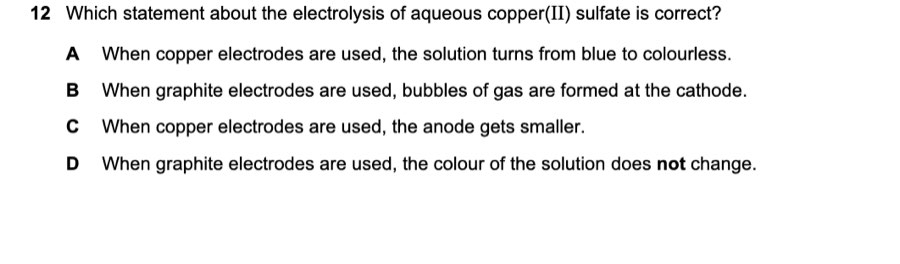 12 Which statement about the electrolysis of aqueous copper(II) sulfate is correct?
A When copper electrodes are used, the solution turns from blue to colourless.
B When graphite electrodes are used, bubbles of gas are formed at the cathode.
C When copper electrodes are used, the anode gets smaller.
D When graphite electrodes are used, the colour of the solution does not change.